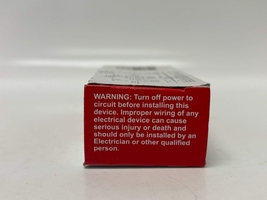 WARNING: Turn off power to
circuit before installing this
device. Improper wiring of any
electrical device can cause
serious injury or death and
should only be installed by an
Electrician or other qualified
person.